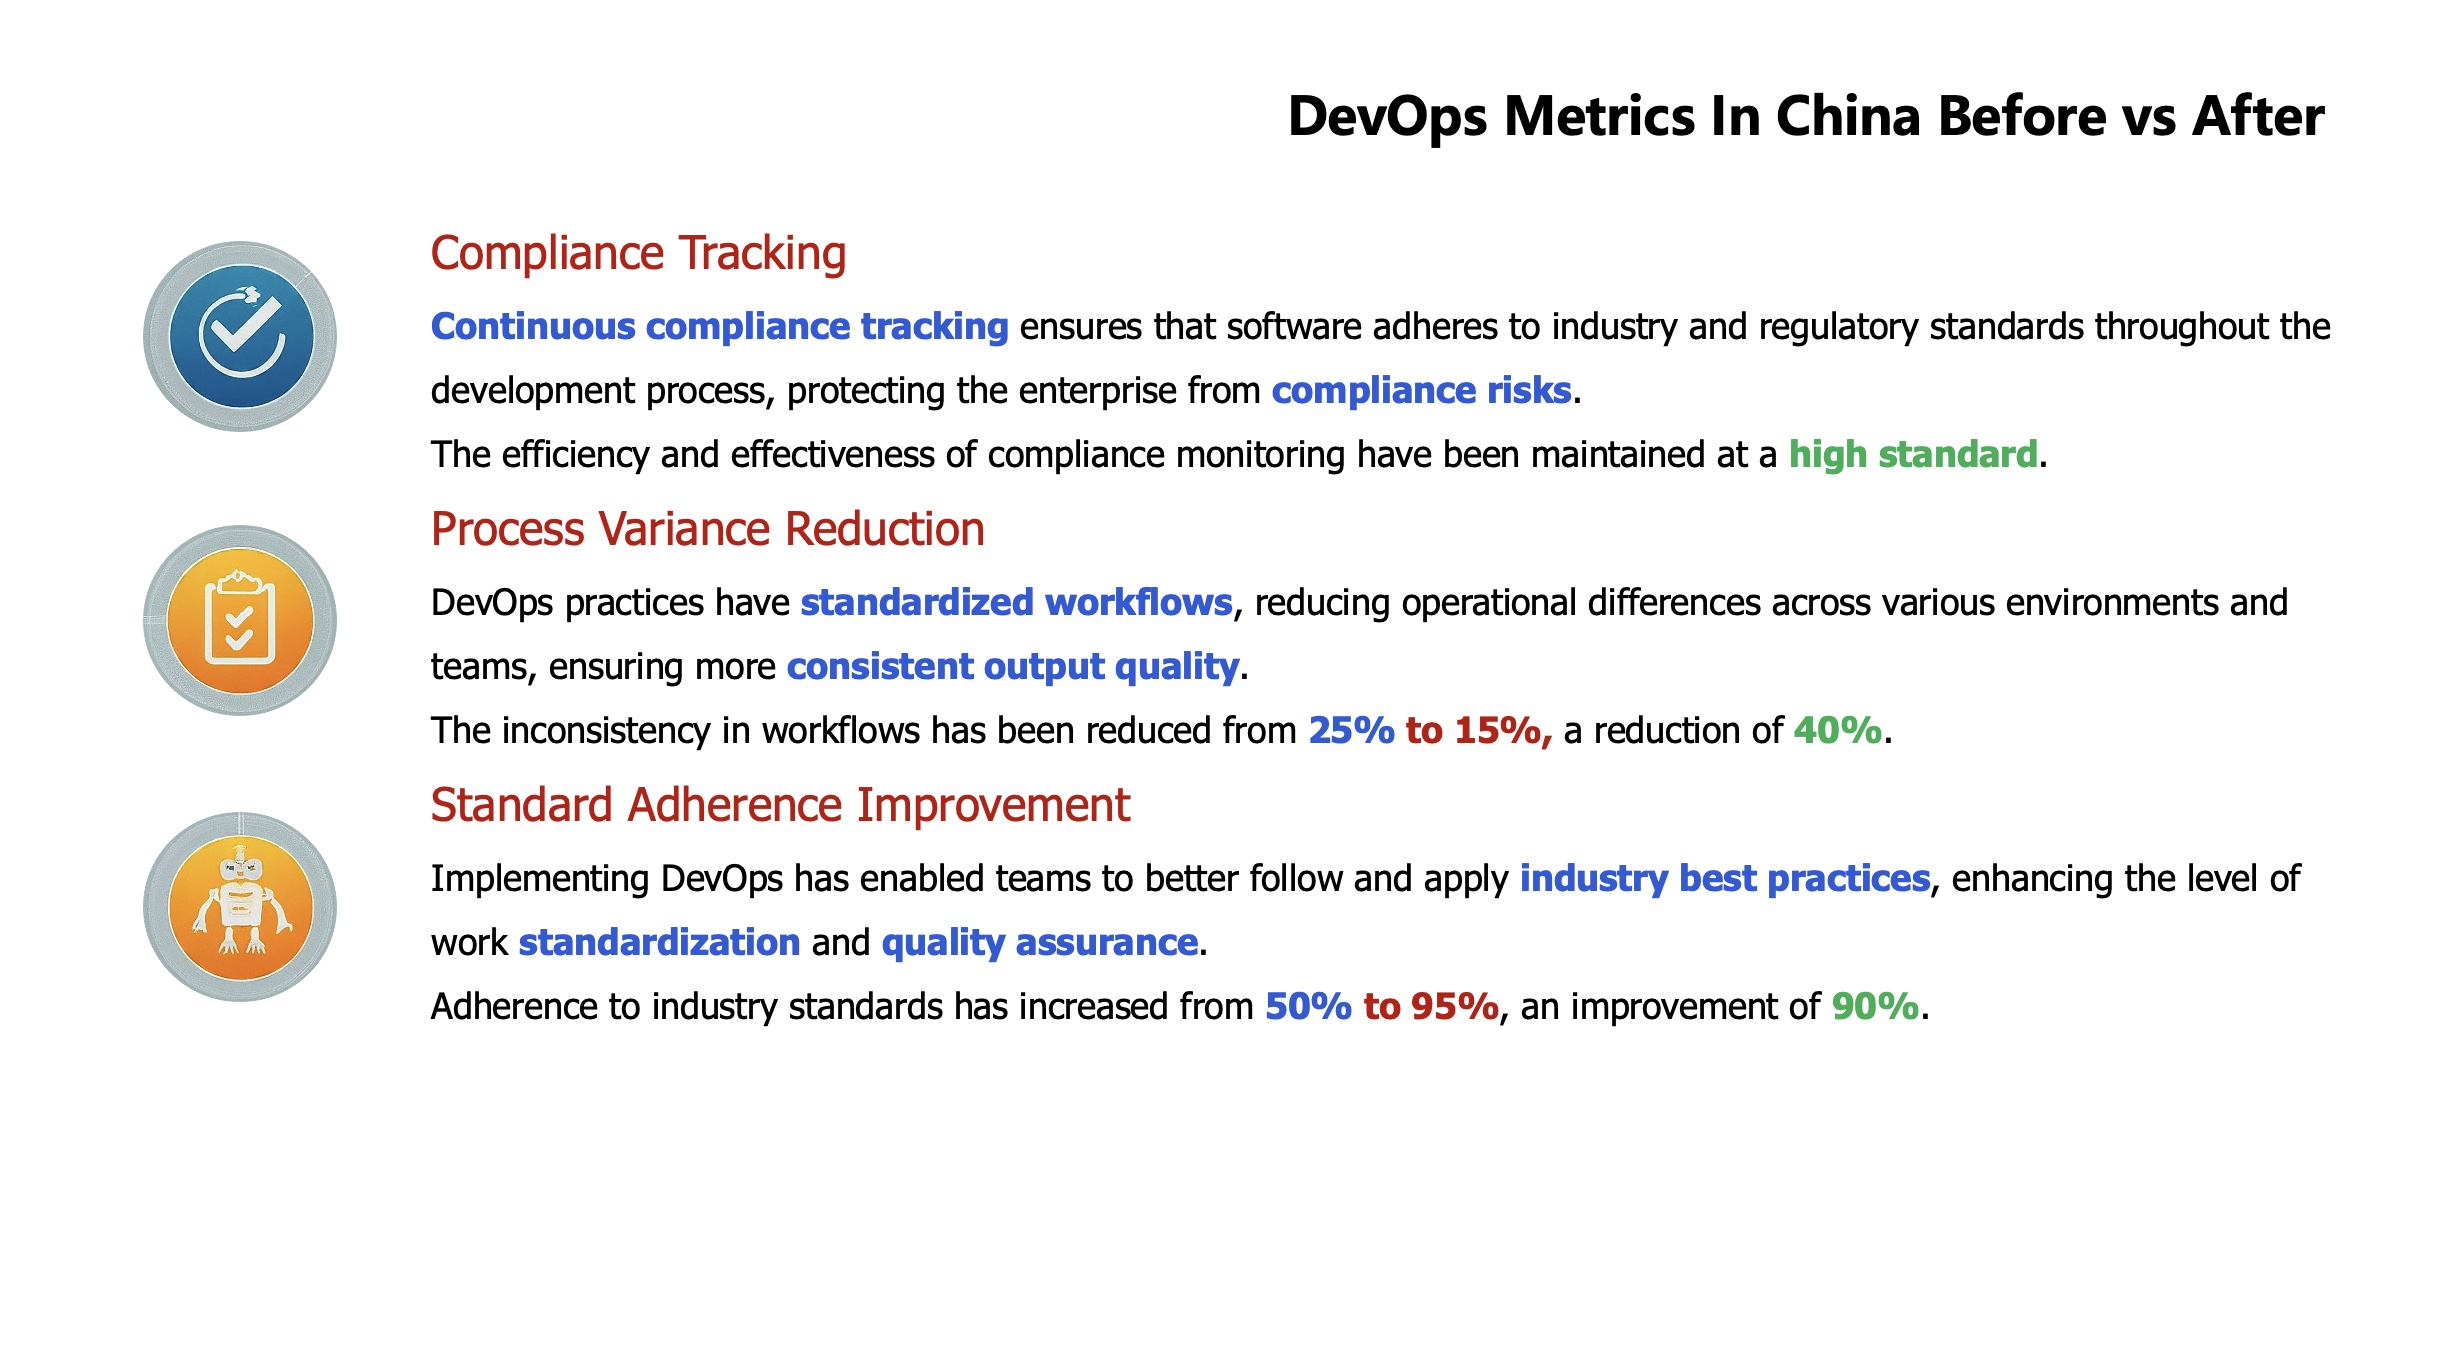 DevOps Metrics In China Before vs After
Compliance Tracking
Continuous compliance tracking ensures that software adheres to industry and regulatory standards throughout the
development process, protecting the enterprise from compliance risks.
The efficiency and effectiveness of compliance monitoring have been maintained at a high standard.
Process Variance Reduction
DevOps practices have standardized workflows, reducing operational differences across various environments and
teams, ensuring more consistent output quality.
The inconsistency in workflows has been reduced from 25% to 15%, a reduction of 40%.
Standard Adherence Improvement
Implementing DevOps has enabled teams to better follow and apply industry best practices, enhancing the level of
work standardization and quality assurance.
Adherence to industry standards has increased from 50% to 95%, an improvement of 90%.